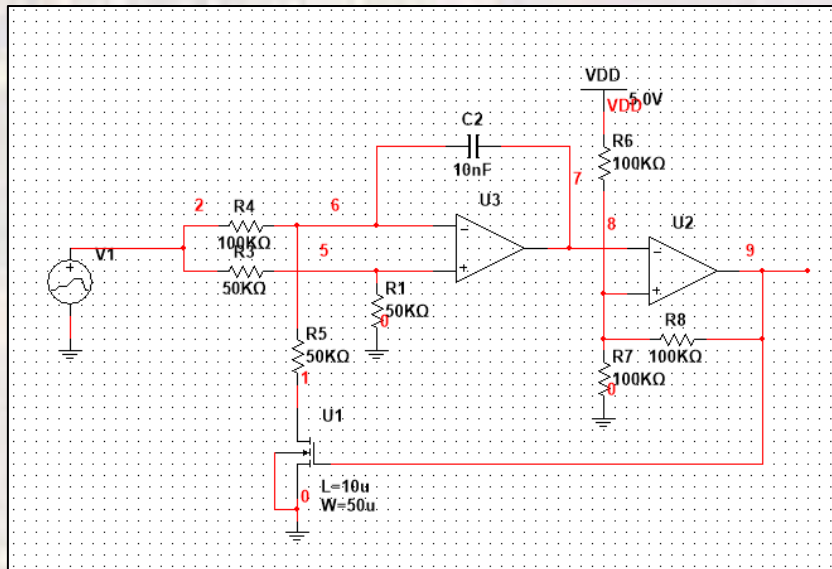 VDD
5.0V
VDD
R6
100KΩ
C2
10nF
7
U3
8
U2
2
R4
6
100KΩ
9
V1
R3
5
50KΩ
R1
50KΩ
0
R8
100KΩ
R5
50KΩ
R7
100KΩ
0
1
U1
L=10u
W=50u
0